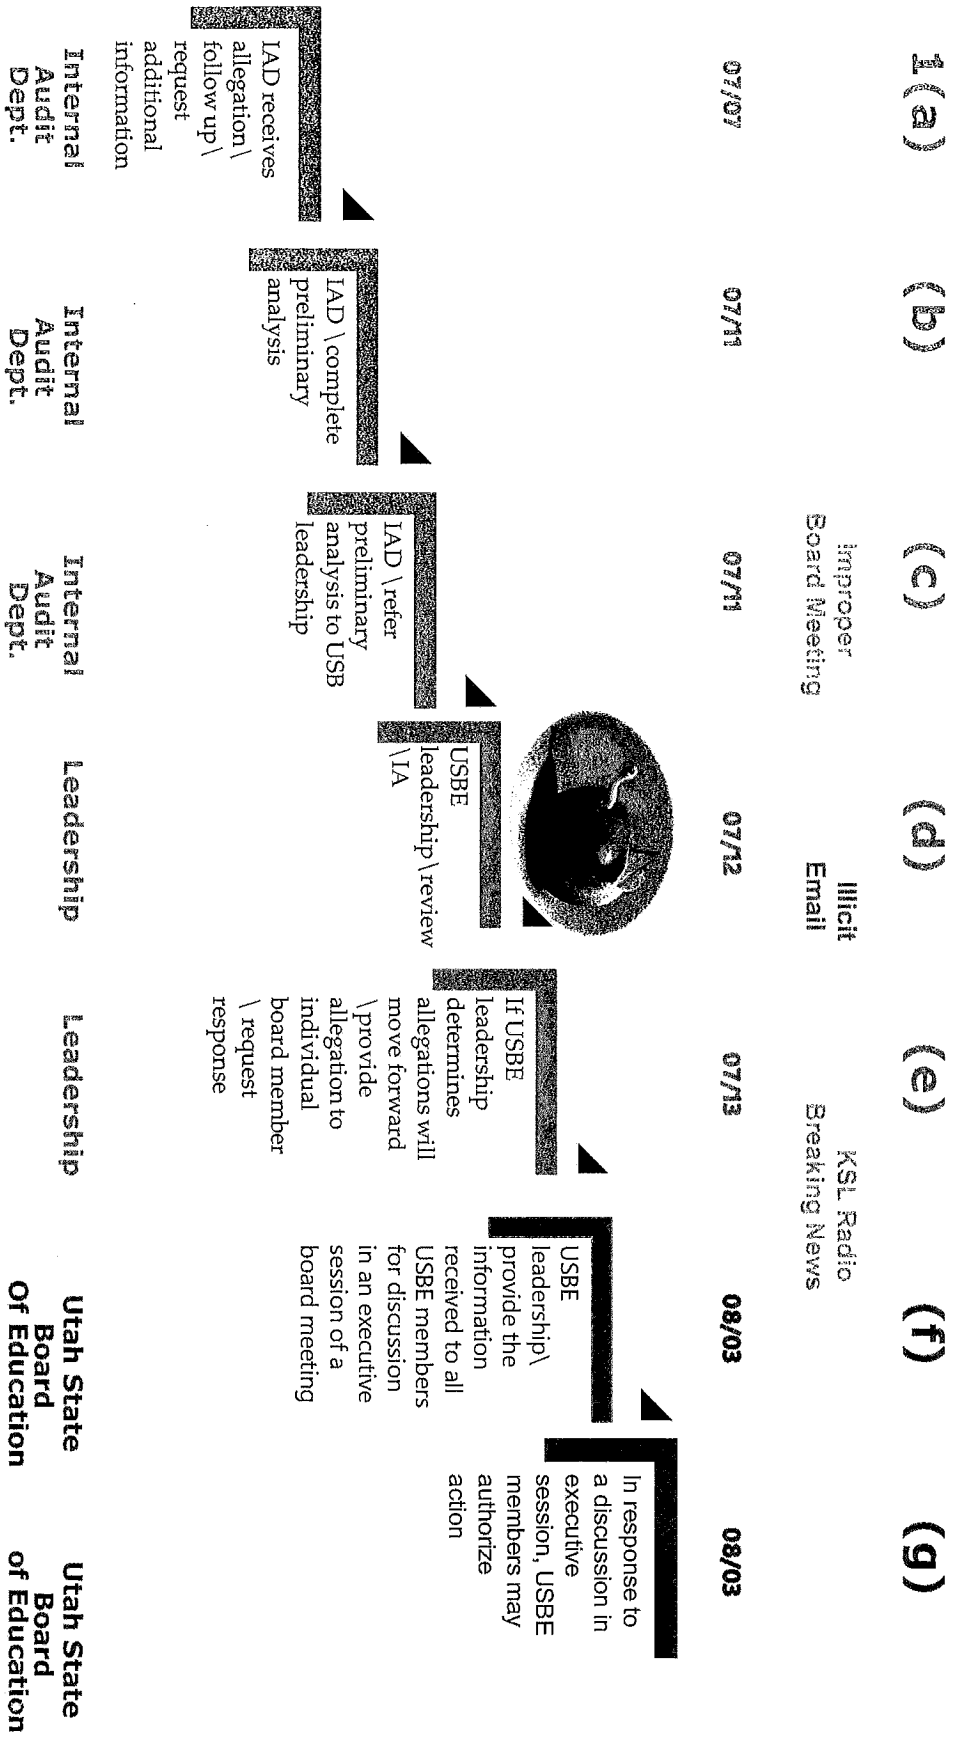 1(a)
(b)
(c)
(d)
(e)
(f)
(g)
Improper
Board Meeting
Illicit
Email
KSL Radio
Breaking News
07/07
07/11
07/11
07/12
07/13
08/03
08/03
IAD receives
allegation \
follow up \
request
additional
information
IAD \ complete
preliminary
analysis
IAD \ refer
preliminary
analysis to USB
leadership
USBE
leadership \ review
\ IA
If USBE
leadership
determines
allegations will
move forward
\ provide
allegation to
individual
board member
\ request
response
USBE
leadership\
provide the
information
received to all
USBE members
for discussion
in an executive
session of a
board meeting
In response to
a discussion in
executive
session, USBE
members may
authorize
action
Internal
Audit
Dept.
Internal
Audit
Dept.
Internal
Audit
Dept.
Leadership
Leadership
Utah State
Board
Of Education
Utah State
Board
of Education